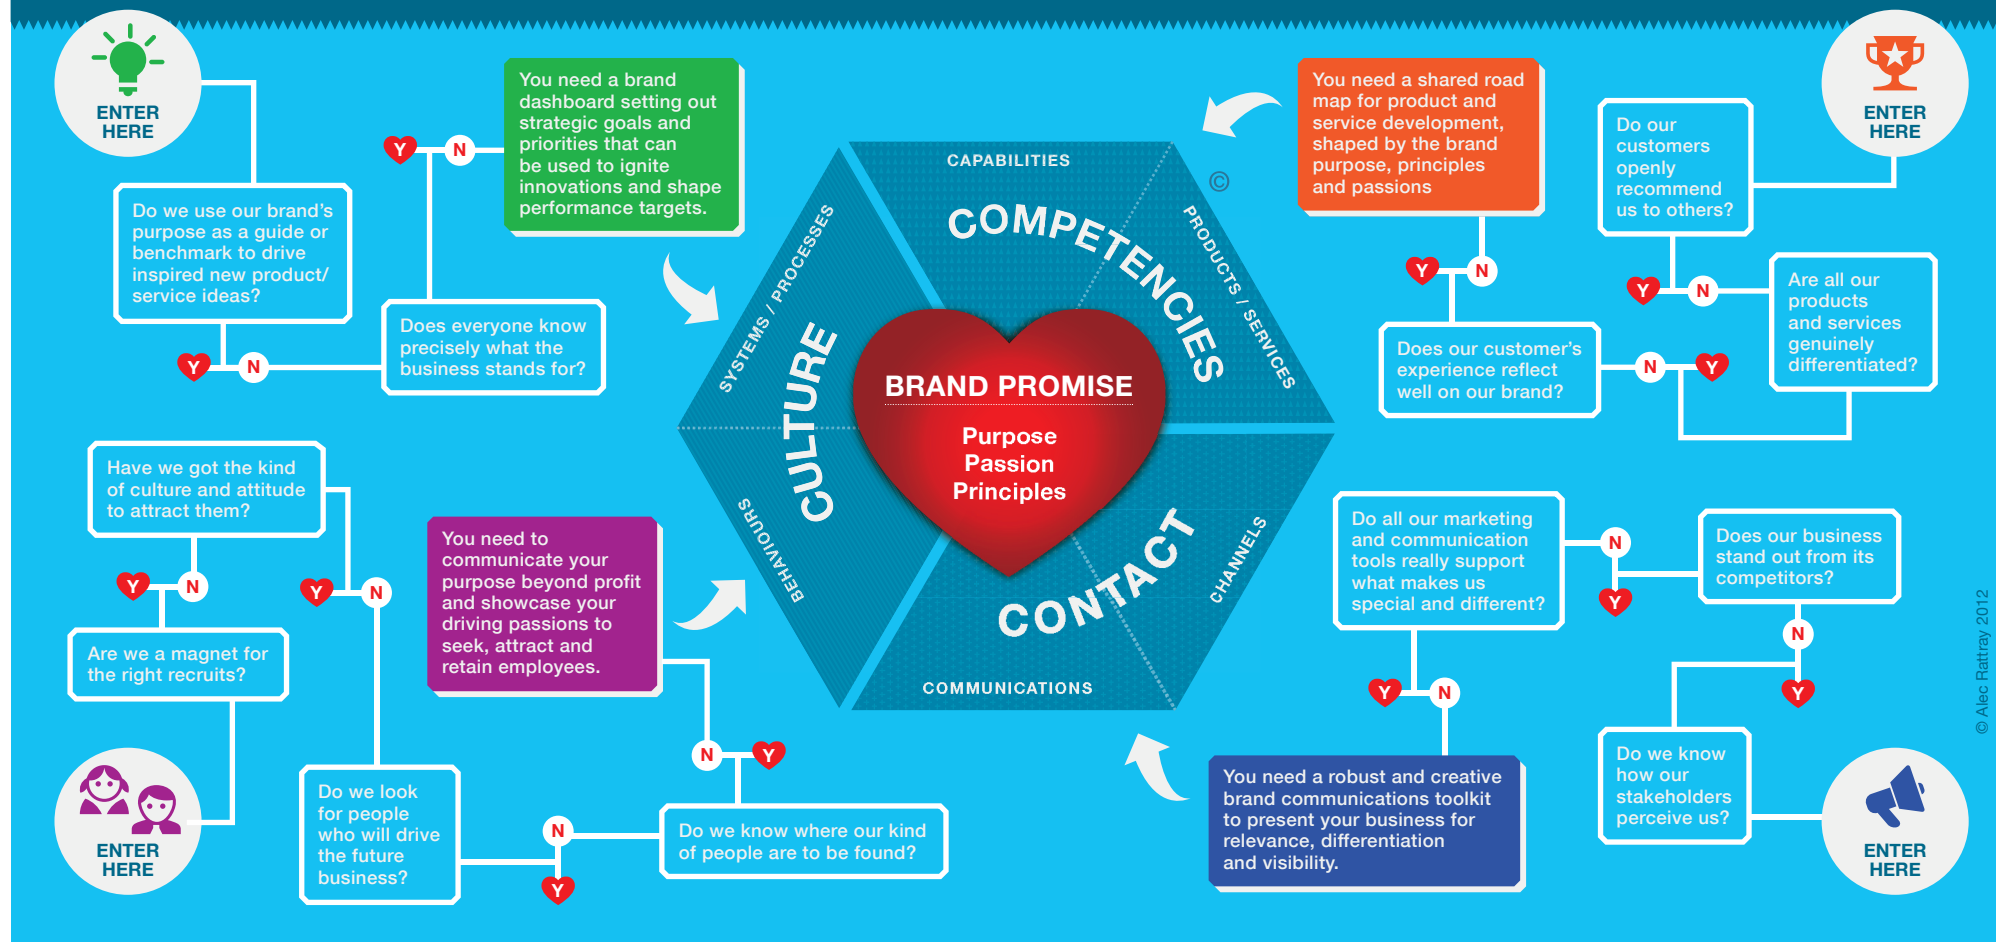 ENTER
HERE
Do we use our brand's
purpose as a guide or
benchmark to drive
inspired new product/
service ideas?
Y
N
Does everyone know
precisely what the
business stands for?
Y
N
You need a brand
dashboard setting out
strategic goals and
priorities that can
be used to ignite
innovations and shape
performance targets.
ENTER
HERE
Do our
customers
openly
recommend
us to others?
Y
N
Are all our
products
and services
genuinely
differentiated?
N
Y
Does our customer's
experience reflect
well on our brand?
Y
N
You need a shared road
map for product and
service development,
shaped by the brand
purpose, principles
and passions
©
CAPABILITIES
COMPETENCIES
PRODUCTS / SERVICES
SYSTEMS / PROCESSES
CULTURE
BEHAVIOURS
BRAND PROMISE
Purpose
Passion
Principles
CONTACT
CHANNELS
COMMUNICATIONS
ENTER
HERE
Are we a magnet for
the right recruits?
Y
N
Have we got the kind
of culture and attitude
to attract them?
Y
N
Do we look
for people
who will drive
the future
business?
N
Y
Do we know where our kind
of people are to be found?
N
Y
You need to
communicate your
purpose beyond profit
and showcase your
driving passions to
seek, attract and
retain employees.
ENTER
HERE
Do we know
how our
stakeholders
perceive us?
N
Y
Does our business
stand out from its
competitors?
N
Y
Do all our marketing
and communication
tools really support
what makes us
special and different?
Y
N
You need a robust and creative
brand communications toolkit
to present your business for
relevance, differentiation
and visibility.
© Alec Rattray 2012